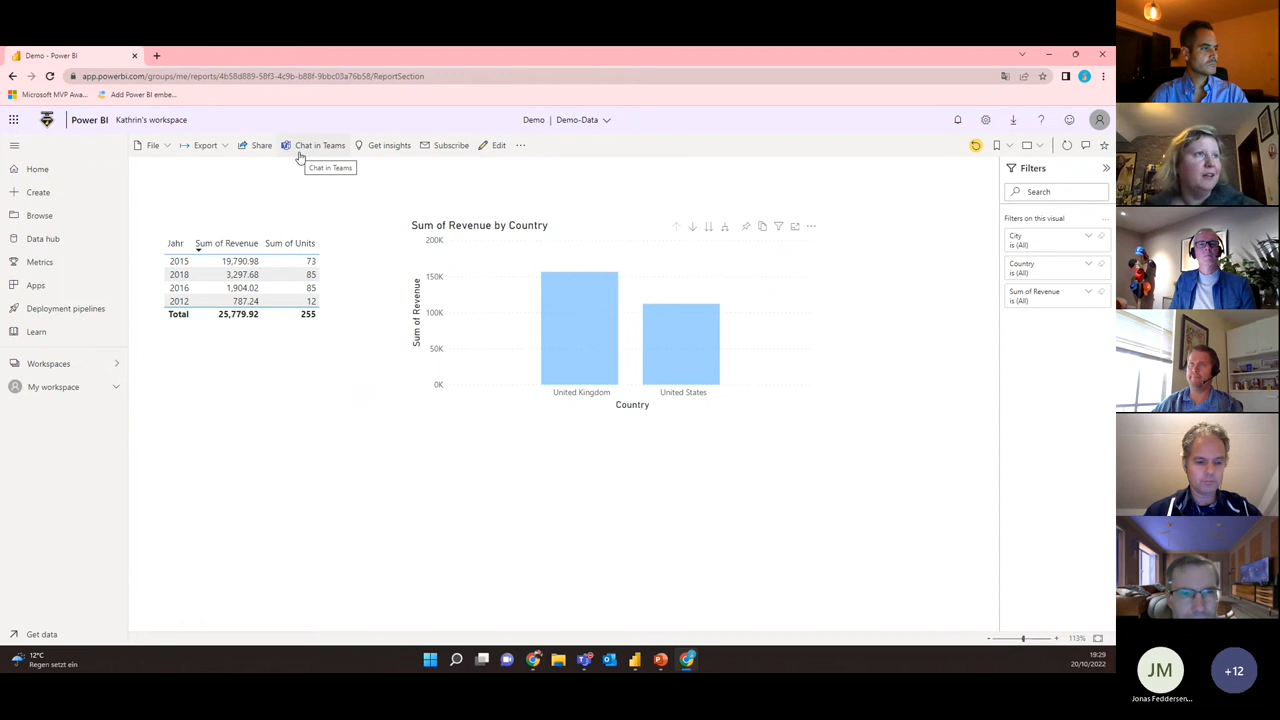 Demo - Power BI
app.powerbi.com/groups/me/reports/4b58d889-58f3-4c9b-b88f-9bbc03a76b58/ReportSection
Microsoft MVP Awa... Add Power BI embe...
Power BI Kathrin's workspace Demo | Demo-Data
File Export Share Chat in Teams Get insights Subscribe Edit ...
Chat in Teams
Home
Create
Browse
Data hub
Metrics
Apps
Deployment pipelines
Learn
Workspaces
My workspace
Get data
Jahr Sum of Revenue Sum of Units
2015 19,790.98 73
2018 3,297.68 85
2016 1,904.02 85
2012 787.24 12
Total 25,779.92 255
Sum of Revenue by Country
Sum of Revenue
200K
150K
100K
50K
0K
United Kingdom United States
Country
Filters
Search
Filters on this visual
City
is (All)
Country
is (All)
Sum of Revenue
is (All)
113%
12°C
Regen setzt ein
19:29
20/10/2022
JM
Jonas Feddersen...
+12